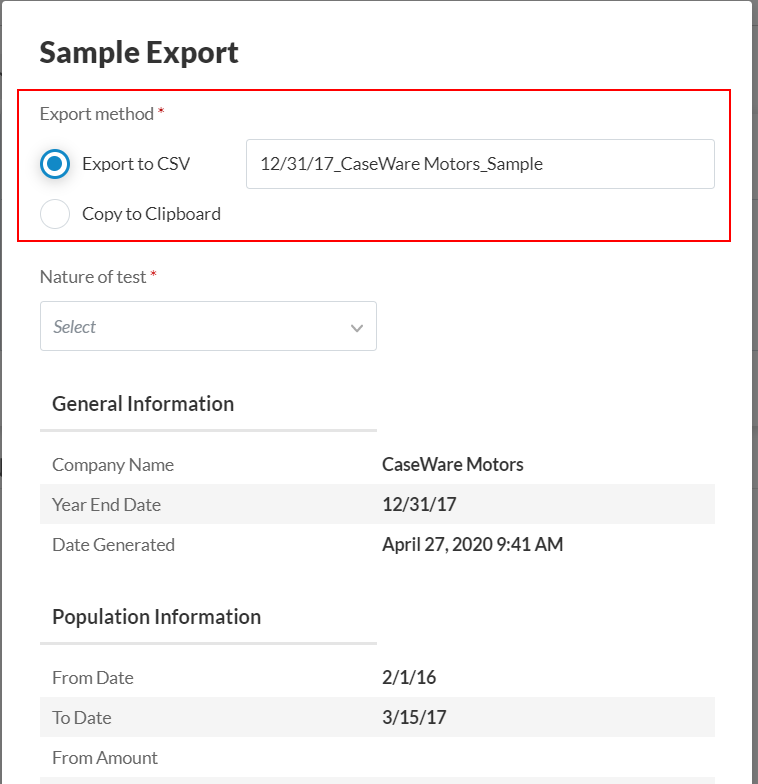 Sample Export
Export method *
Export to CSV 12/31/17_CaseWare Motors_Sample
Copy to Clipboard
Nature of test *
Select
General Information
Company Name CaseWare Motors
Year End Date 12/31/17
Date Generated April 27, 2020 9:41 AM
Population Information
From Date 2/1/16
To Date 3/15/17
From Amount